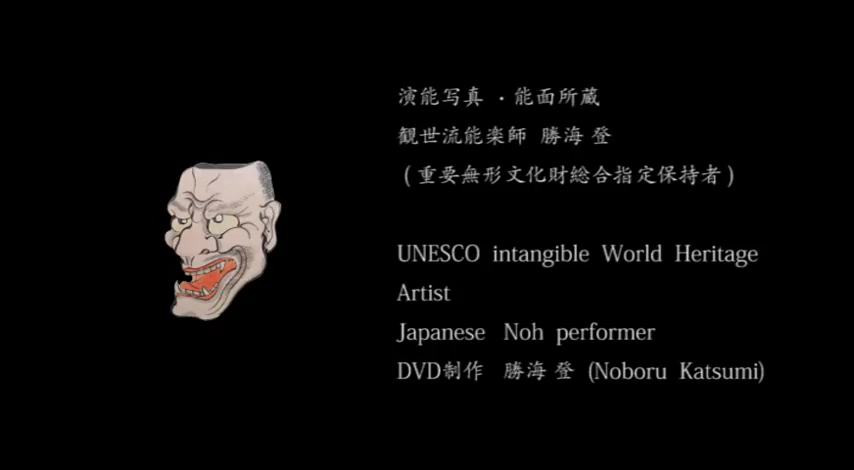 演能写真 ・能面所蔵
観世流能楽師 勝海 登
(重要無形文化財総合指定保持者)
UNESCO intangible World Heritage
Artist
Japanese Noh performer
DVD制作 勝海 登 (Noboru Katsumi)